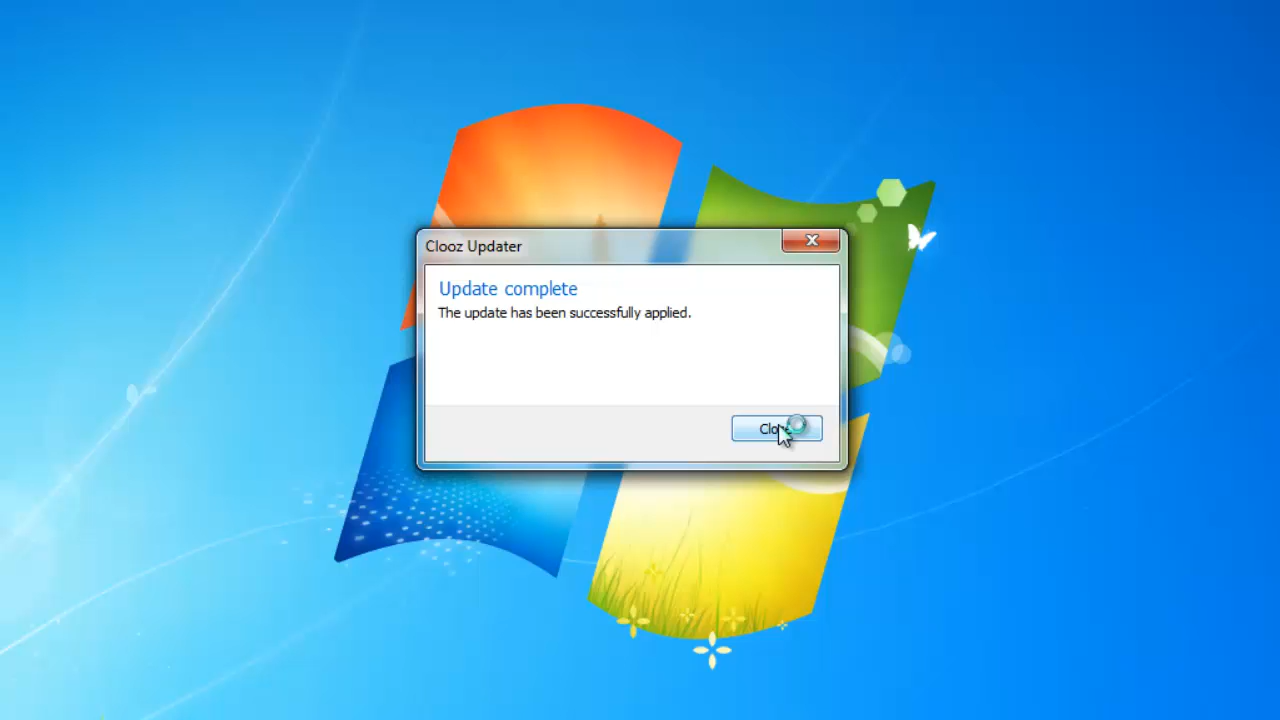 Clooz Updater
Update complete
The update has been successfully applied.